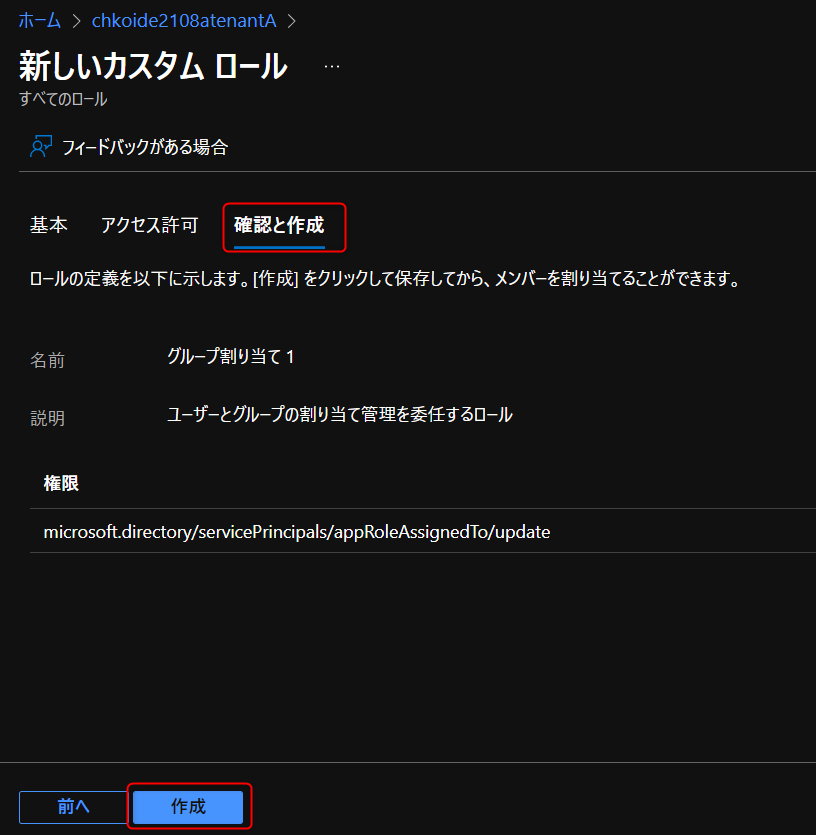 ホーム > chkoide2108atenantA >
新しいカスタム ロール ...
すべてのロール
フィードバックがある場合
基本 アクセス許可 確認と作成
ロールの定義を以下に示します。[作成] をクリックして保存してから、メンバーを割り当てることができます。
名前 グループ割り当て 1
説明 ユーザーとグループの割り当て管理を委任するロール
権限
microsoft.directory/servicePrincipals/appRoleAssignedTo/update
前へ 作成